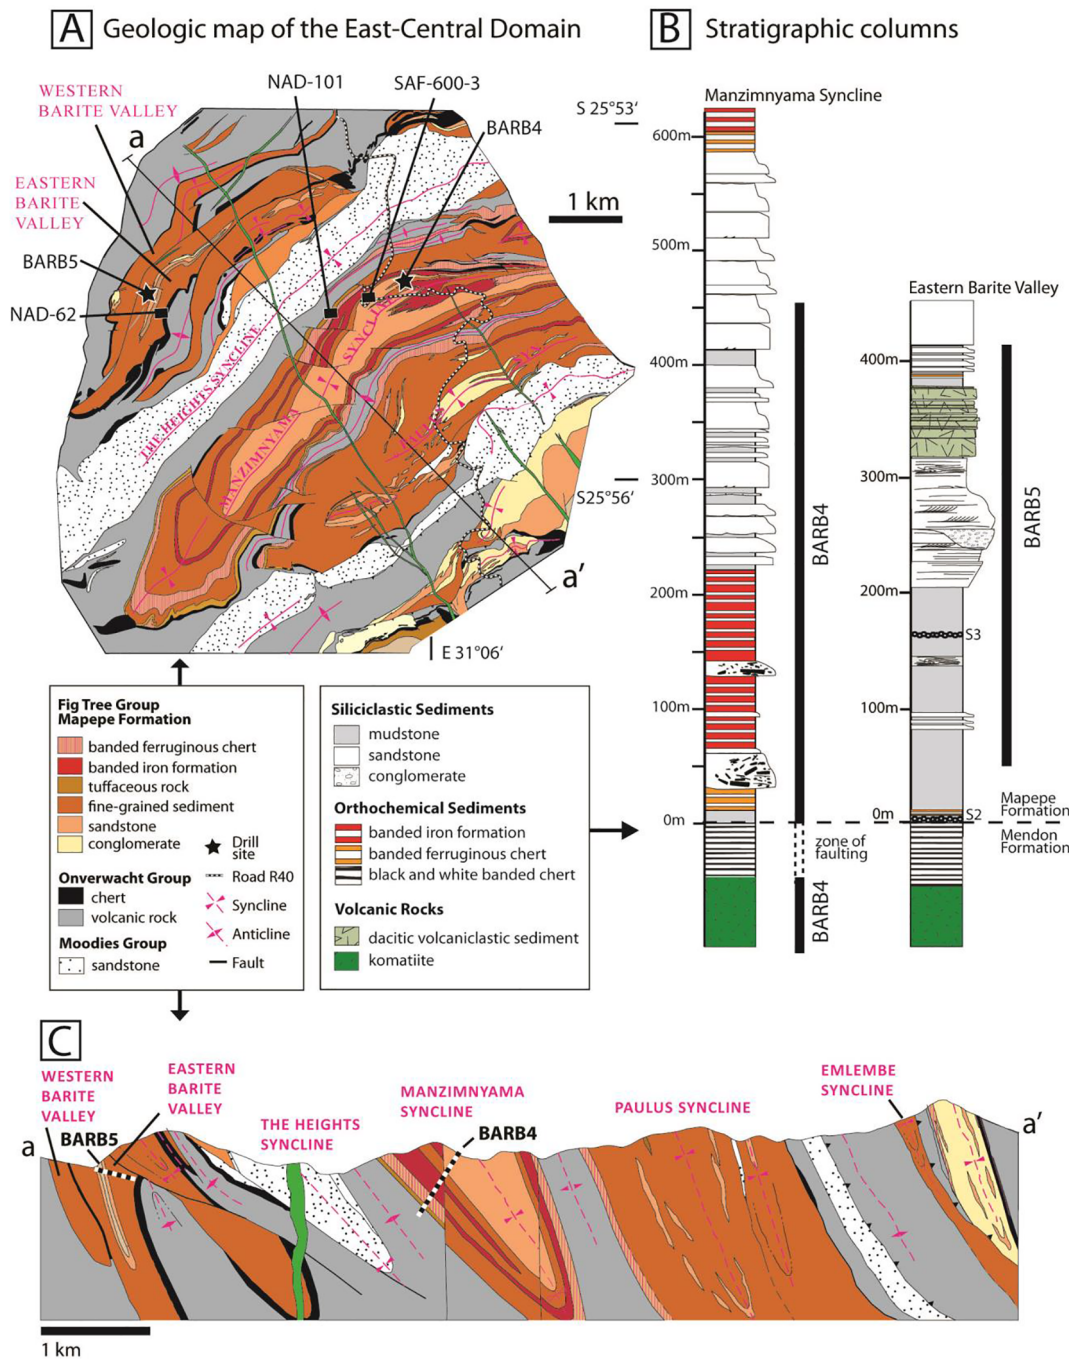 A Geologic map of the East-Central Domain
B Stratigraphic columns
WESTERN
BARITE VALLEY
NAD-101
SAF-600-3
BARB4
S 25°53'
a
EASTERN
BARITE
VALLEY
1 km
BARB5
NAD-62
THE HEIGHTS SYNCLINE
MANZIMNYAMA
SYNCLINE
S25°56'
a'
E 31°06'
Manzimnyama Syncline
600m
500m
400m
300m
200m
100m
0m
BARB4
zone of
faulting
BARB4
Eastern Barite Valley
400m
300m
200m
100m
0m
S3
S2
BARB5
Mapepe
Formation
Mendon
Formation
Fig Tree Group
Mapepe Formation
banded ferruginous chert
banded iron formation
tuffaceous rock
fine-grained sediment
sandstone
conglomerate
Onverwacht Group
chert
volcanic rock
Moodies Group
sandstone
Drill
site
Road R40
Syncline
Anticline
Fault
Siliciclastic Sediments
mudstone
sandstone
conglomerate
Orthochemical Sediments
banded iron formation
banded ferruginous chert
black and white banded chert
Volcanic Rocks
dacitic volcaniclastic sediment
komatiite
C
WESTERN
BARITE
VALLEY
EASTERN
BARITE
VALLEY
BARB5
THE HEIGHTS
SYNCLINE
MANZIMNYAMA
SYNCLINE
BARB4
PAULUS SYNCLINE
EMLEMBE
SYNCLINE
a
a'
1 km